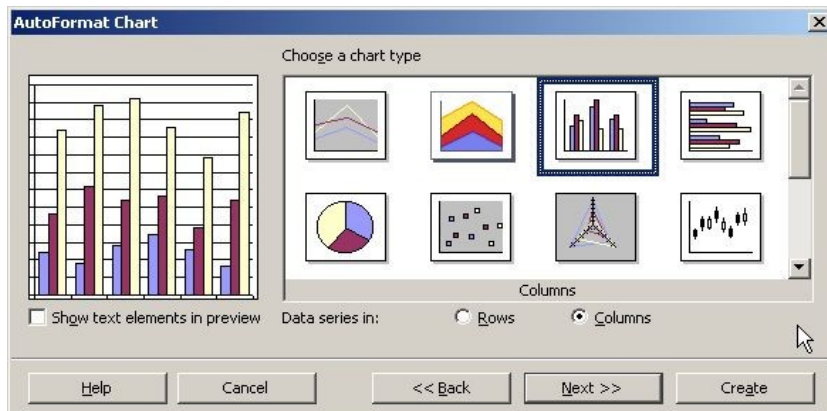 AutoFormat Chart
Choose a chart type
Columns
Show text elements in preview
Data series in:
Rows
Columns
Help
Cancel
<< Back
Next >>
Create